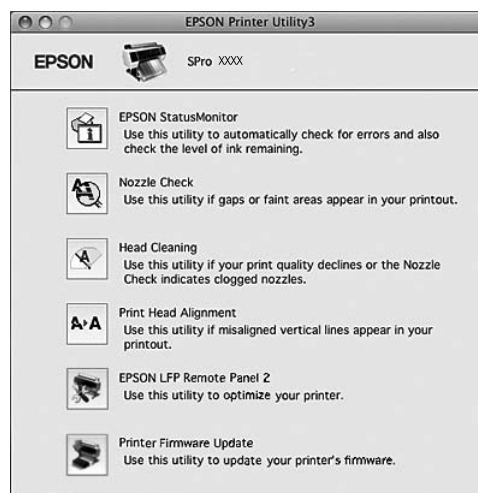 EPSON Printer Utility3
EPSON
SPro XXXX
EPSON StatusMonitor
Use this utility to automatically check for errors and also
check the level of ink remaining.
Nozzle Check
Use this utility if gaps or faint areas appear in your printout.
Head Cleaning
Use this utility if your print quality declines or the Nozzle
Check indicates clogged nozzles.
A▸A
Print Head Alignment
Use this utility if misaligned vertical lines appear in your
printout.
EPSON LFP Remote Panel 2
Use this utility to optimize your printer.
Printer Firmware Update
Use this utility to update your printer's firmware.